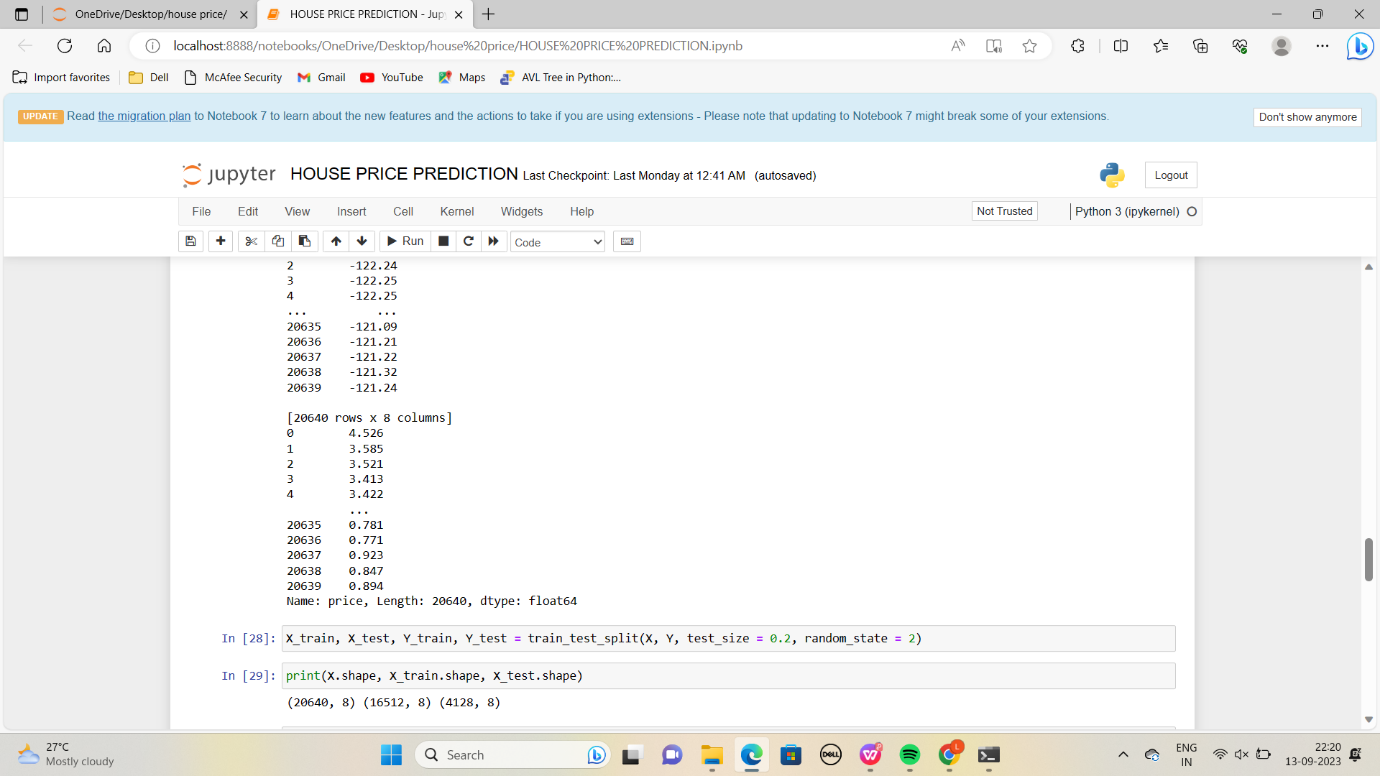 OneDrive/Desktop/house price/
HOUSE PRICE PREDICTION - Jup
localhost:8888/notebooks/OneDrive/Desktop/house%20price/HOUSE%20PRICE%20PREDICTION.ipynb
Import favorites
Dell
McAfee Security
Gmail
YouTube
Maps
AVL Tree in Python:...
UPDATE Read the migration plan to Notebook 7 to learn about the new features and the actions to take if you are using extensions - Please note that updating to Notebook 7 might break some of your extensions.
Don't show anymore
jupyter HOUSE PRICE PREDICTION Last Checkpoint: Last Monday at 12:41 AM (autosaved)
Logout
File Edit View Insert Cell Kernel Widgets Help
Not Trusted
Python 3 (ipykernel)
Run
Code
2 -122.24
3 -122.25
4 -122.25
... ...
20635 -121.09
20636 -121.21
20637 -121.22
20638 -121.32
20639 -121.24
[20640 rows x 8 columns]
0 4.526
1 3.585
2 3.521
3 3.413
4 3.422
...
20635 0.781
20636 0.771
20637 0.923
20638 0.847
20639 0.894
Name: price, Length: 20640, dtype: float64
In [28]: X_train, X_test, Y_train, Y_test = train_test_split(X, Y, test_size = 0.2, random_state = 2)
In [29]: print(X.shape, X_train.shape, X_test.shape)
(20640, 8) (16512, 8) (4128, 8)
27°C
Mostly cloudy
Search
DELL
L
ENG
IN
22:20
13-09-2023